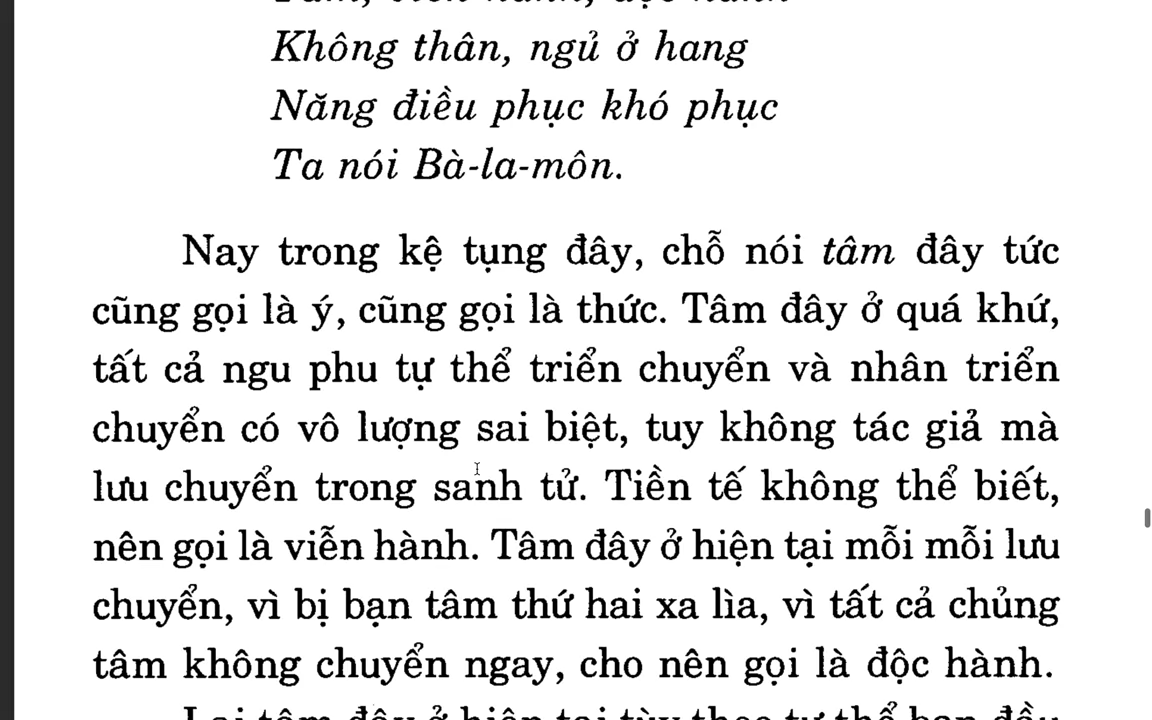 Không thân, ngủ ở hang
Năng điều phục khó phục
Ta nói Bà-la-môn.
Nay trong kệ tụng đây, chỗ nói tâm đây tức
cũng gọi là ý, cũng gọi là thức. Tâm đây ở quá khứ,
tất cả ngu phu tự thể triển chuyển và nhân triển
chuyển có vô lượng sai biệt, tuy không tác giả mà
lưu chuyển trong sanh tử. Tiền tế không thể biết,
nên gọi là viễn hành. Tâm đây ở hiện tại mỗi mỗi lưu
chuyển, vì bị bạn tâm thứ hai xa lìa, vì tất cả chủng
tâm không chuyển ngay, cho nên gọi là độc hành.